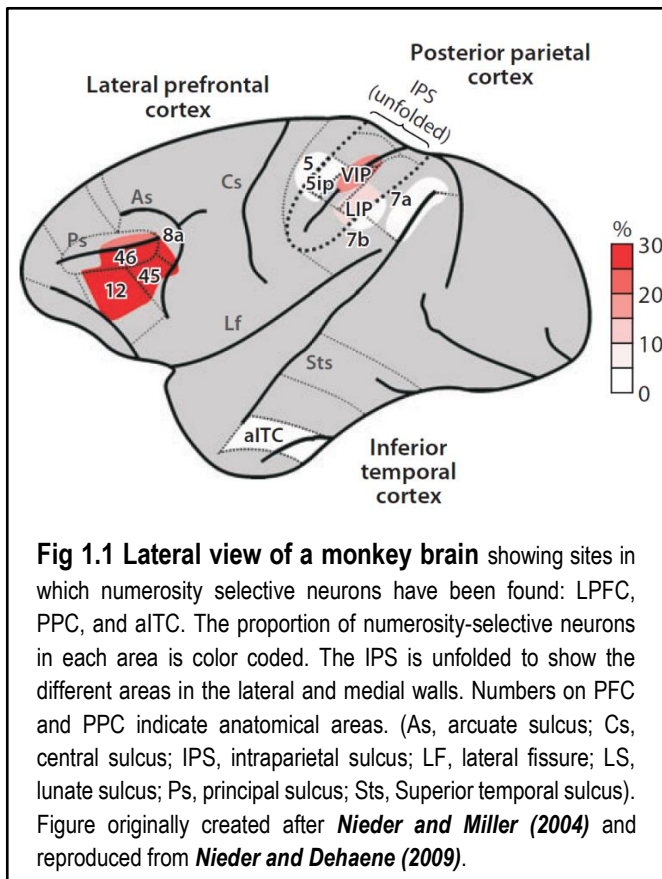 Posterior parietal
cortex
IPS
(unfolded)
Lateral prefrontal
cortex
Cs
5
5ip
VIP
LIP
7a
7b
As
Ps
8a
46
45
12
Lf
Sts
aITC
Inferior
temporal
cortex
%
30
20
10
0
Fig 1.1 Lateral view of a monkey brain showing sites in
which numerosity selective neurons have been found: LPFC,
PPC, and aITC. The proportion of numerosity-selective neurons
in each area is color coded. The IPS is unfolded to show the
different areas in the lateral and medial walls. Numbers on PFC
and PPC indicate anatomical areas. (As, arcuate sulcus; Cs,
central sulcus; IPS, intraparietal sulcus; LF, lateral fissure; LS,
lunate sulcus; Ps, principal sulcus; Sts, Superior temporal sulcus).
Figure originally created after Nieder and Miller (2004) and
reproduced from Nieder and Dehaene (2009).